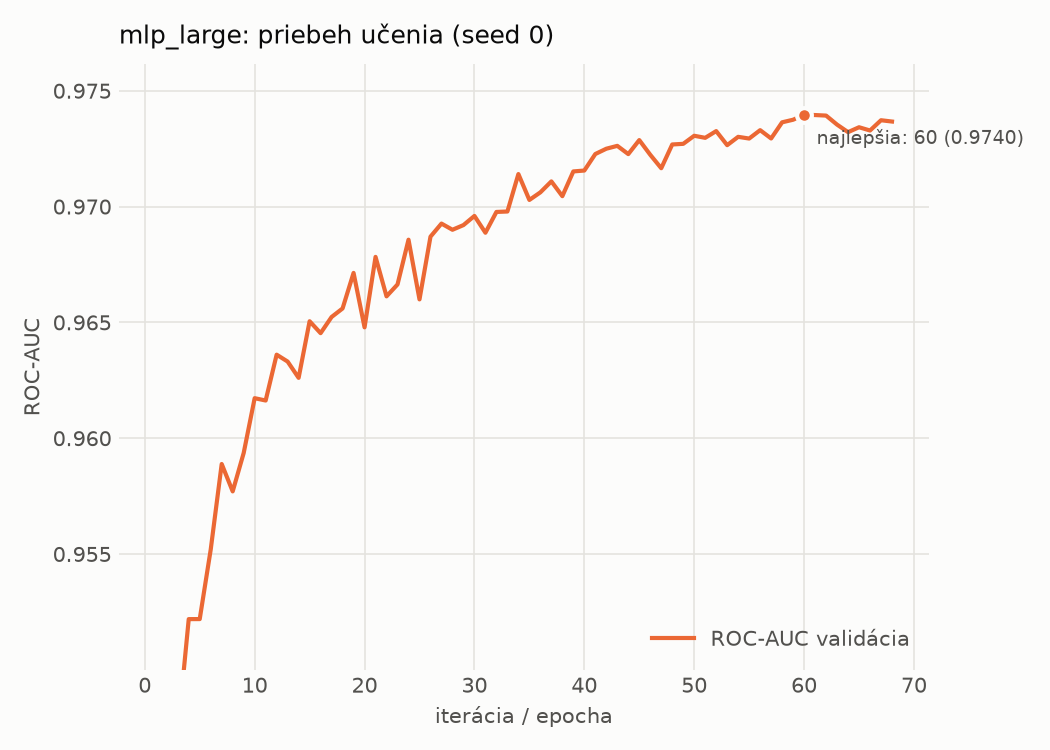 mlp_large: priebeh učenia (seed 0)
0.975
0.970
0.965
0.960
0.955
ROC-AUC
najlepšia: 60 (0.9740)
ROC-AUC validácia
0 10 20 30 40 50 60 70
iterácia / epocha